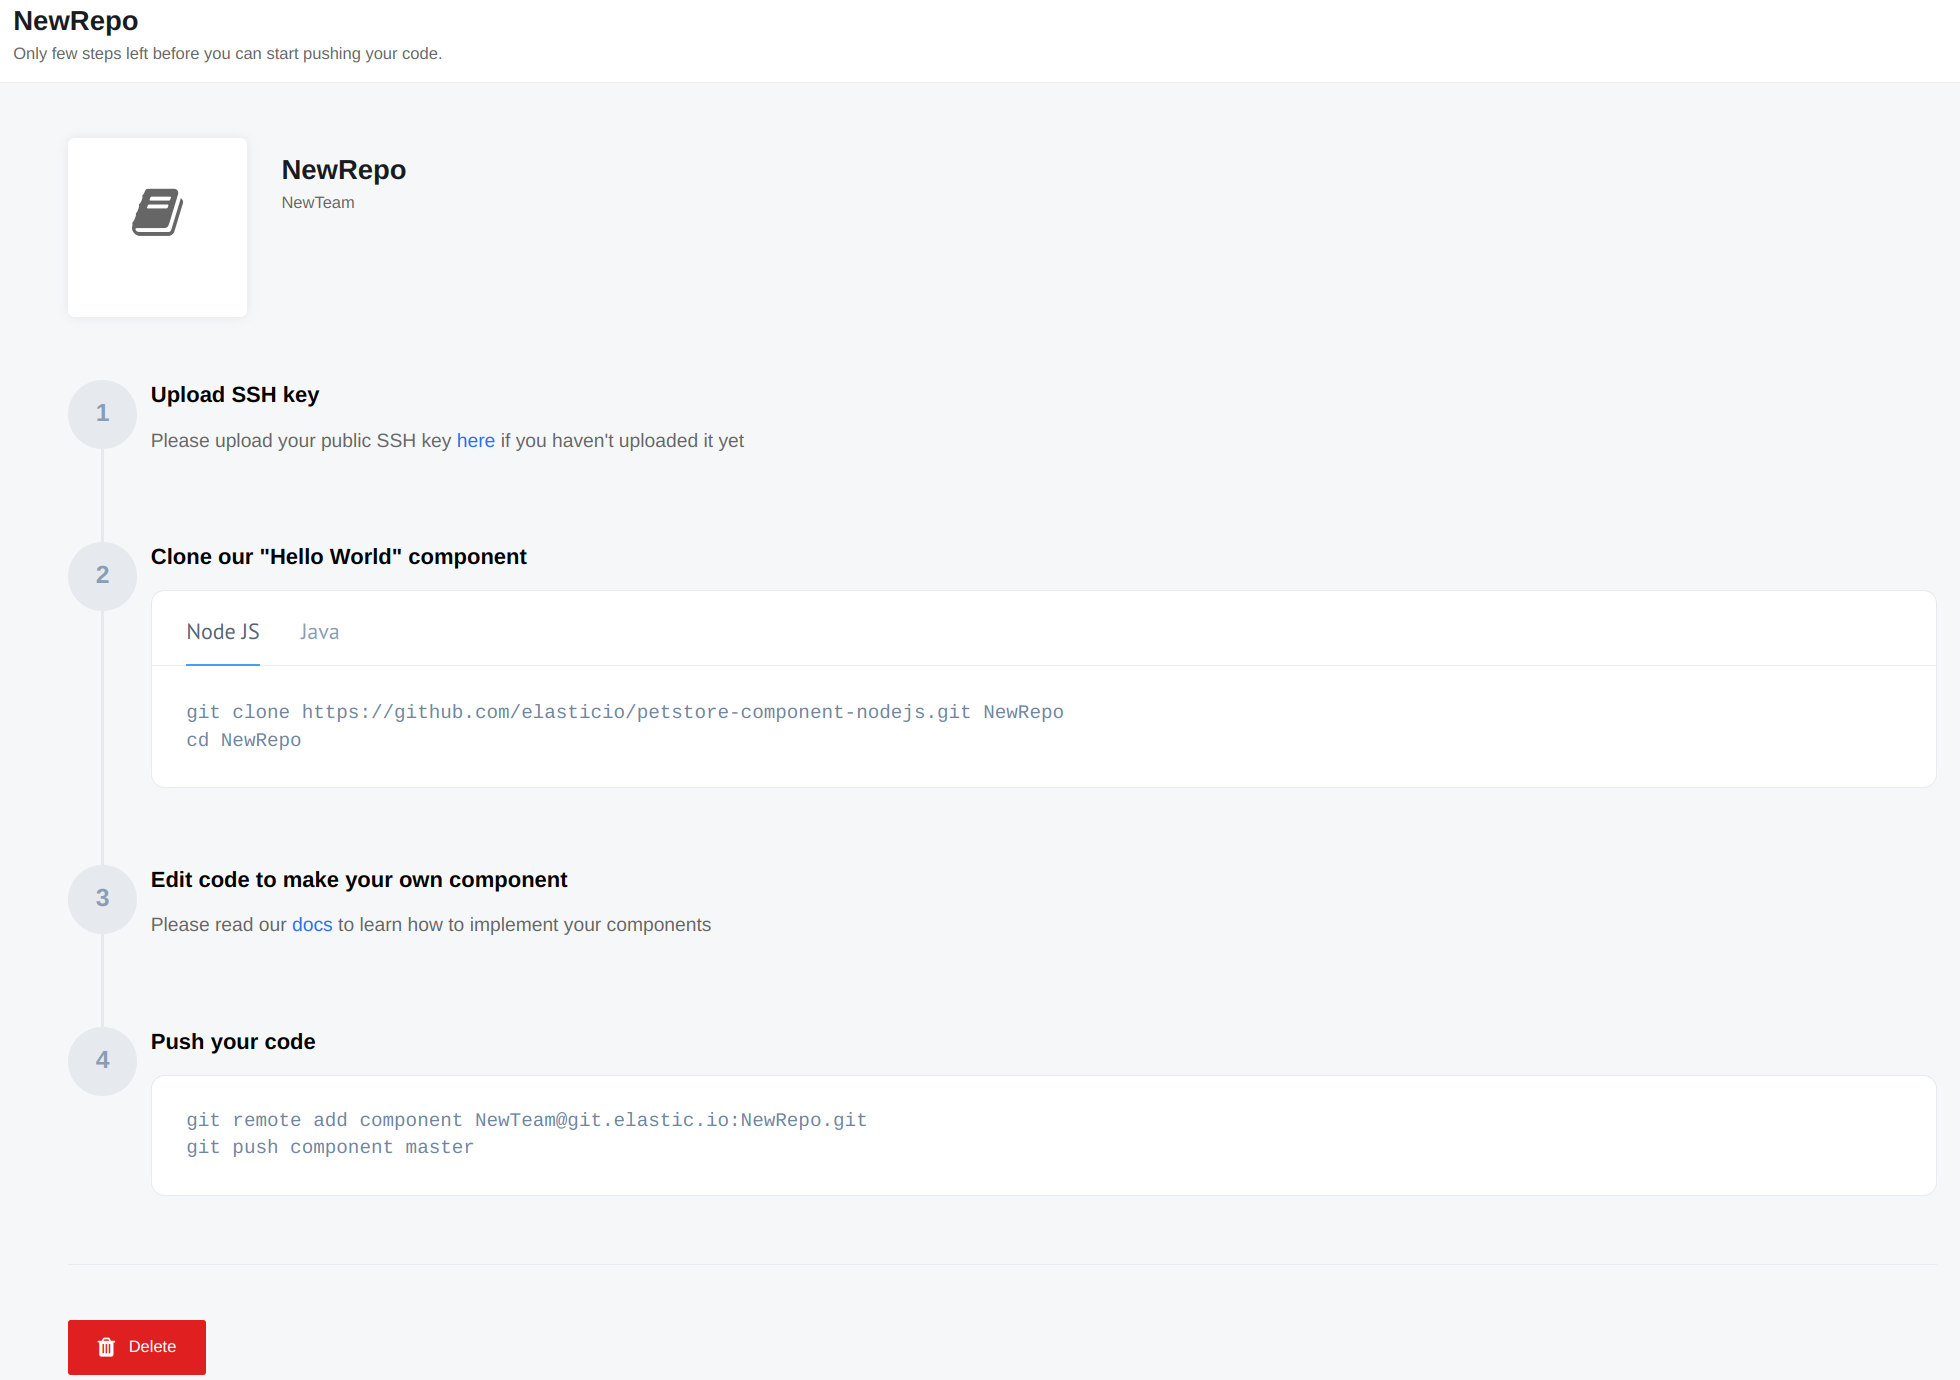 NewRepo
Only few steps left before you can start pushing your code.
NewRepo
NewTeam
1
Upload SSH key
Please upload your public SSH key here if you haven't uploaded it yet
2
Clone our "Hello World" component
Node JS Java
git clone https://github.com/elasticio/petstore-component-nodejs.git NewRepo
cd NewRepo
3
Edit code to make your own component
Please read our docs to learn how to implement your components
4
Push your code
git remote add component NewTeam@git.elastic.io:NewRepo.git
git push component master
Delete